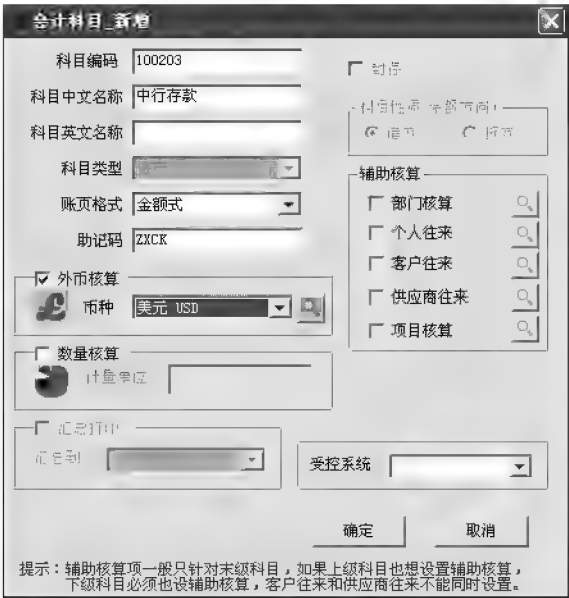 会计科目_新增
科目编码 100203
暂停
科目中文名称 中行存款
科目性质(余额方向)
借方 贷方
科目英文名称
科目类型
账页格式 金额式
助记码 ZXCK
辅助核算
部门核算
个人往来
客户往来
供应商往来
项目核算
外币核算
币种 美元 USD
数量核算
计量单位
汇总打印
汇总到
受控系统
确定 取消
提示:辅助核算项一般只针对末级科目,如果上级科目也想设置辅助核算,
下级科目必须也设辅助核算,客户往来和供应商往来不能同时设置。